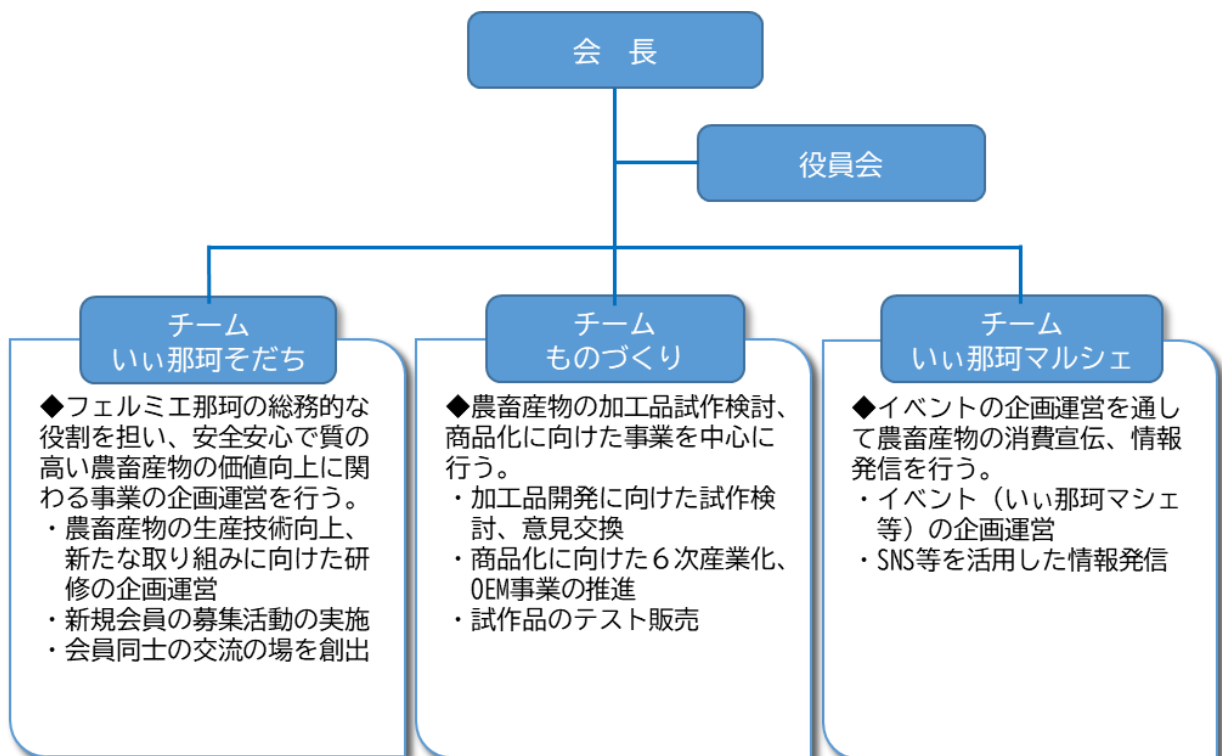 会　長
役員会
チーム
いぃ那珂そだち
◆フェルミエ那珂の総務的な
役割を担い、安全安心で質の
高い農畜産物の価値向上に関
わる事業の企画運営を行う。
・農畜産物の生産技術向上、
新たな取り組みに向けた研
修の企画運営
・新規会員の募集活動の実施
・会員同士の交流の場を創出
チーム
ものづくり
◆農畜産物の加工品試作検討、
商品化に向けた事業を中心に
行う。
・加工品開発に向けた試作検
討、意見交換
・商品化に向けた６次産業化、
OEM事業の推進
・試作品のテスト販売
チーム
いぃ那珂マルシェ
◆イベントの企画運営を通し
て農畜産物の消費宣伝、情報
発信を行う。
・イベント（いぃ那珂マシェ
等）の企画運営
・SNS等を活用した情報発信